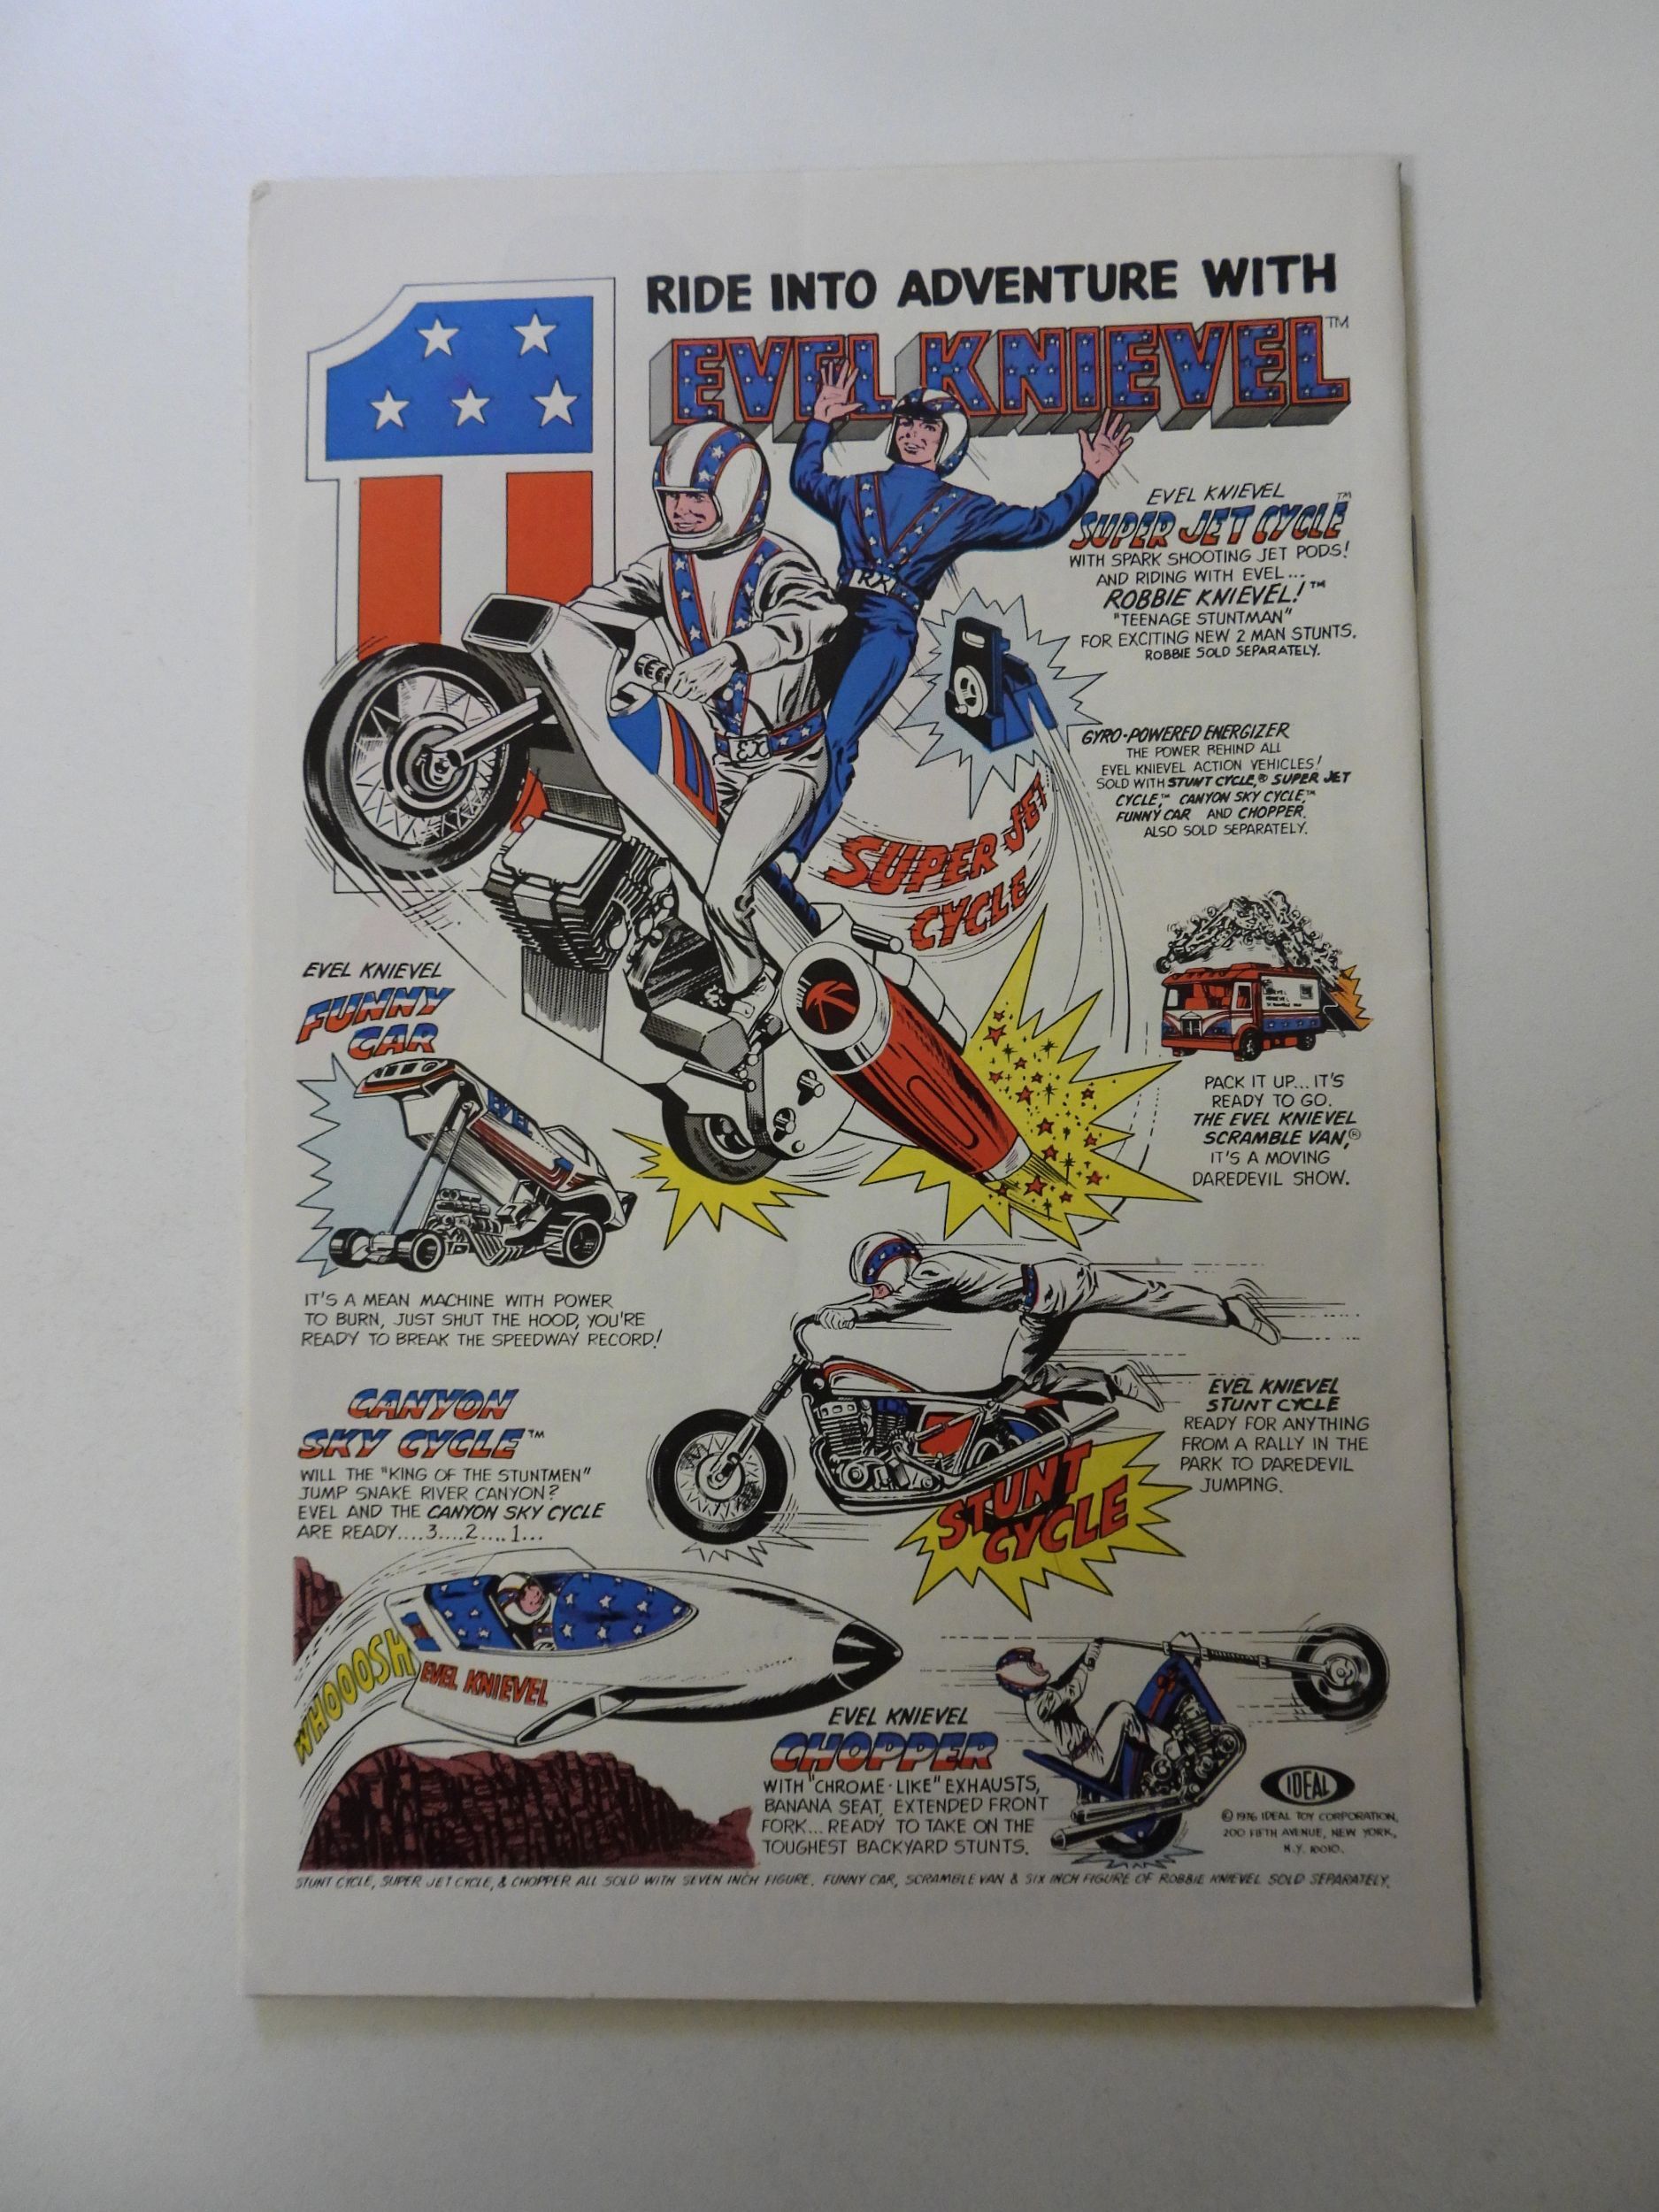 RIDE INTO ADVENTURE WITH
EVEL KNIEVEL™
EVEL KNIEVEL
SUPER JET CYCLE™
WITH SPARK SHOOTING JET PODS!
AND RIDING WITH EVEL...
ROBBIE KNIEVEL!™
"TEENAGE STUNTMAN"
FOR EXCITING NEW 2 MAN STUNTS.
ROBBIE SOLD SEPARATELY.
GYRO-POWERED ENERGIZER
THE POWER BEHIND ALL
EVEL KNIEVEL ACTION VEHICLES!
SOLD WITH STUNT CYCLE,® SUPER JET
CYCLE,™ CANYON SKY CYCLE,™
FUNNY CAR AND CHOPPER.
ALSO SOLD SEPARATELY.
SUPER JET
CYCLE
EVEL KNIEVEL
FUNNY
CAR
EVEL
IT'S A MEAN MACHINE WITH POWER
TO BURN, JUST SHUT THE HOOD, YOU'RE
READY TO BREAK THE SPEEDWAY RECORD!
PACK IT UP... IT'S
READY TO GO.
THE EVEL KNIEVEL
SCRAMBLE VAN,®
IT'S A MOVING
DAREDEVIL SHOW.
EVEL KNIEVEL
STUNT CYCLE
READY FOR ANYTHING
FROM A RALLY IN THE
PARK TO DAREDEVIL
JUMPING.
STUNT
CYCLE
CANYON
SKY CYCLE™
WILL THE "KING OF THE STUNTMEN"
JUMP SNAKE RIVER CANYON?
EVEL AND THE CANYON SKY CYCLE
ARE READY....3....2....1...
WHOOOSH
EVEL KNIEVEL
EVEL KNIEVEL
CHOPPER
WITH "CHROME-LIKE" EXHAUSTS,
BANANA SEAT, EXTENDED FRONT
FORK... READY TO TAKE ON THE
TOUGHEST BACKYARD STUNTS.
IDEAL
© 1976 IDEAL TOY CORPORATION,
200 FIFTH AVENUE, NEW YORK,
N.Y. 10010.
STUNT CYCLE, SUPER JET CYCLE, & CHOPPER ALL SOLD WITH SEVEN INCH FIGURE. FUNNY CAR, SCRAMBLE VAN & SIX INCH FIGURE OF ROBBIE KNIEVEL SOLD SEPARATELY.